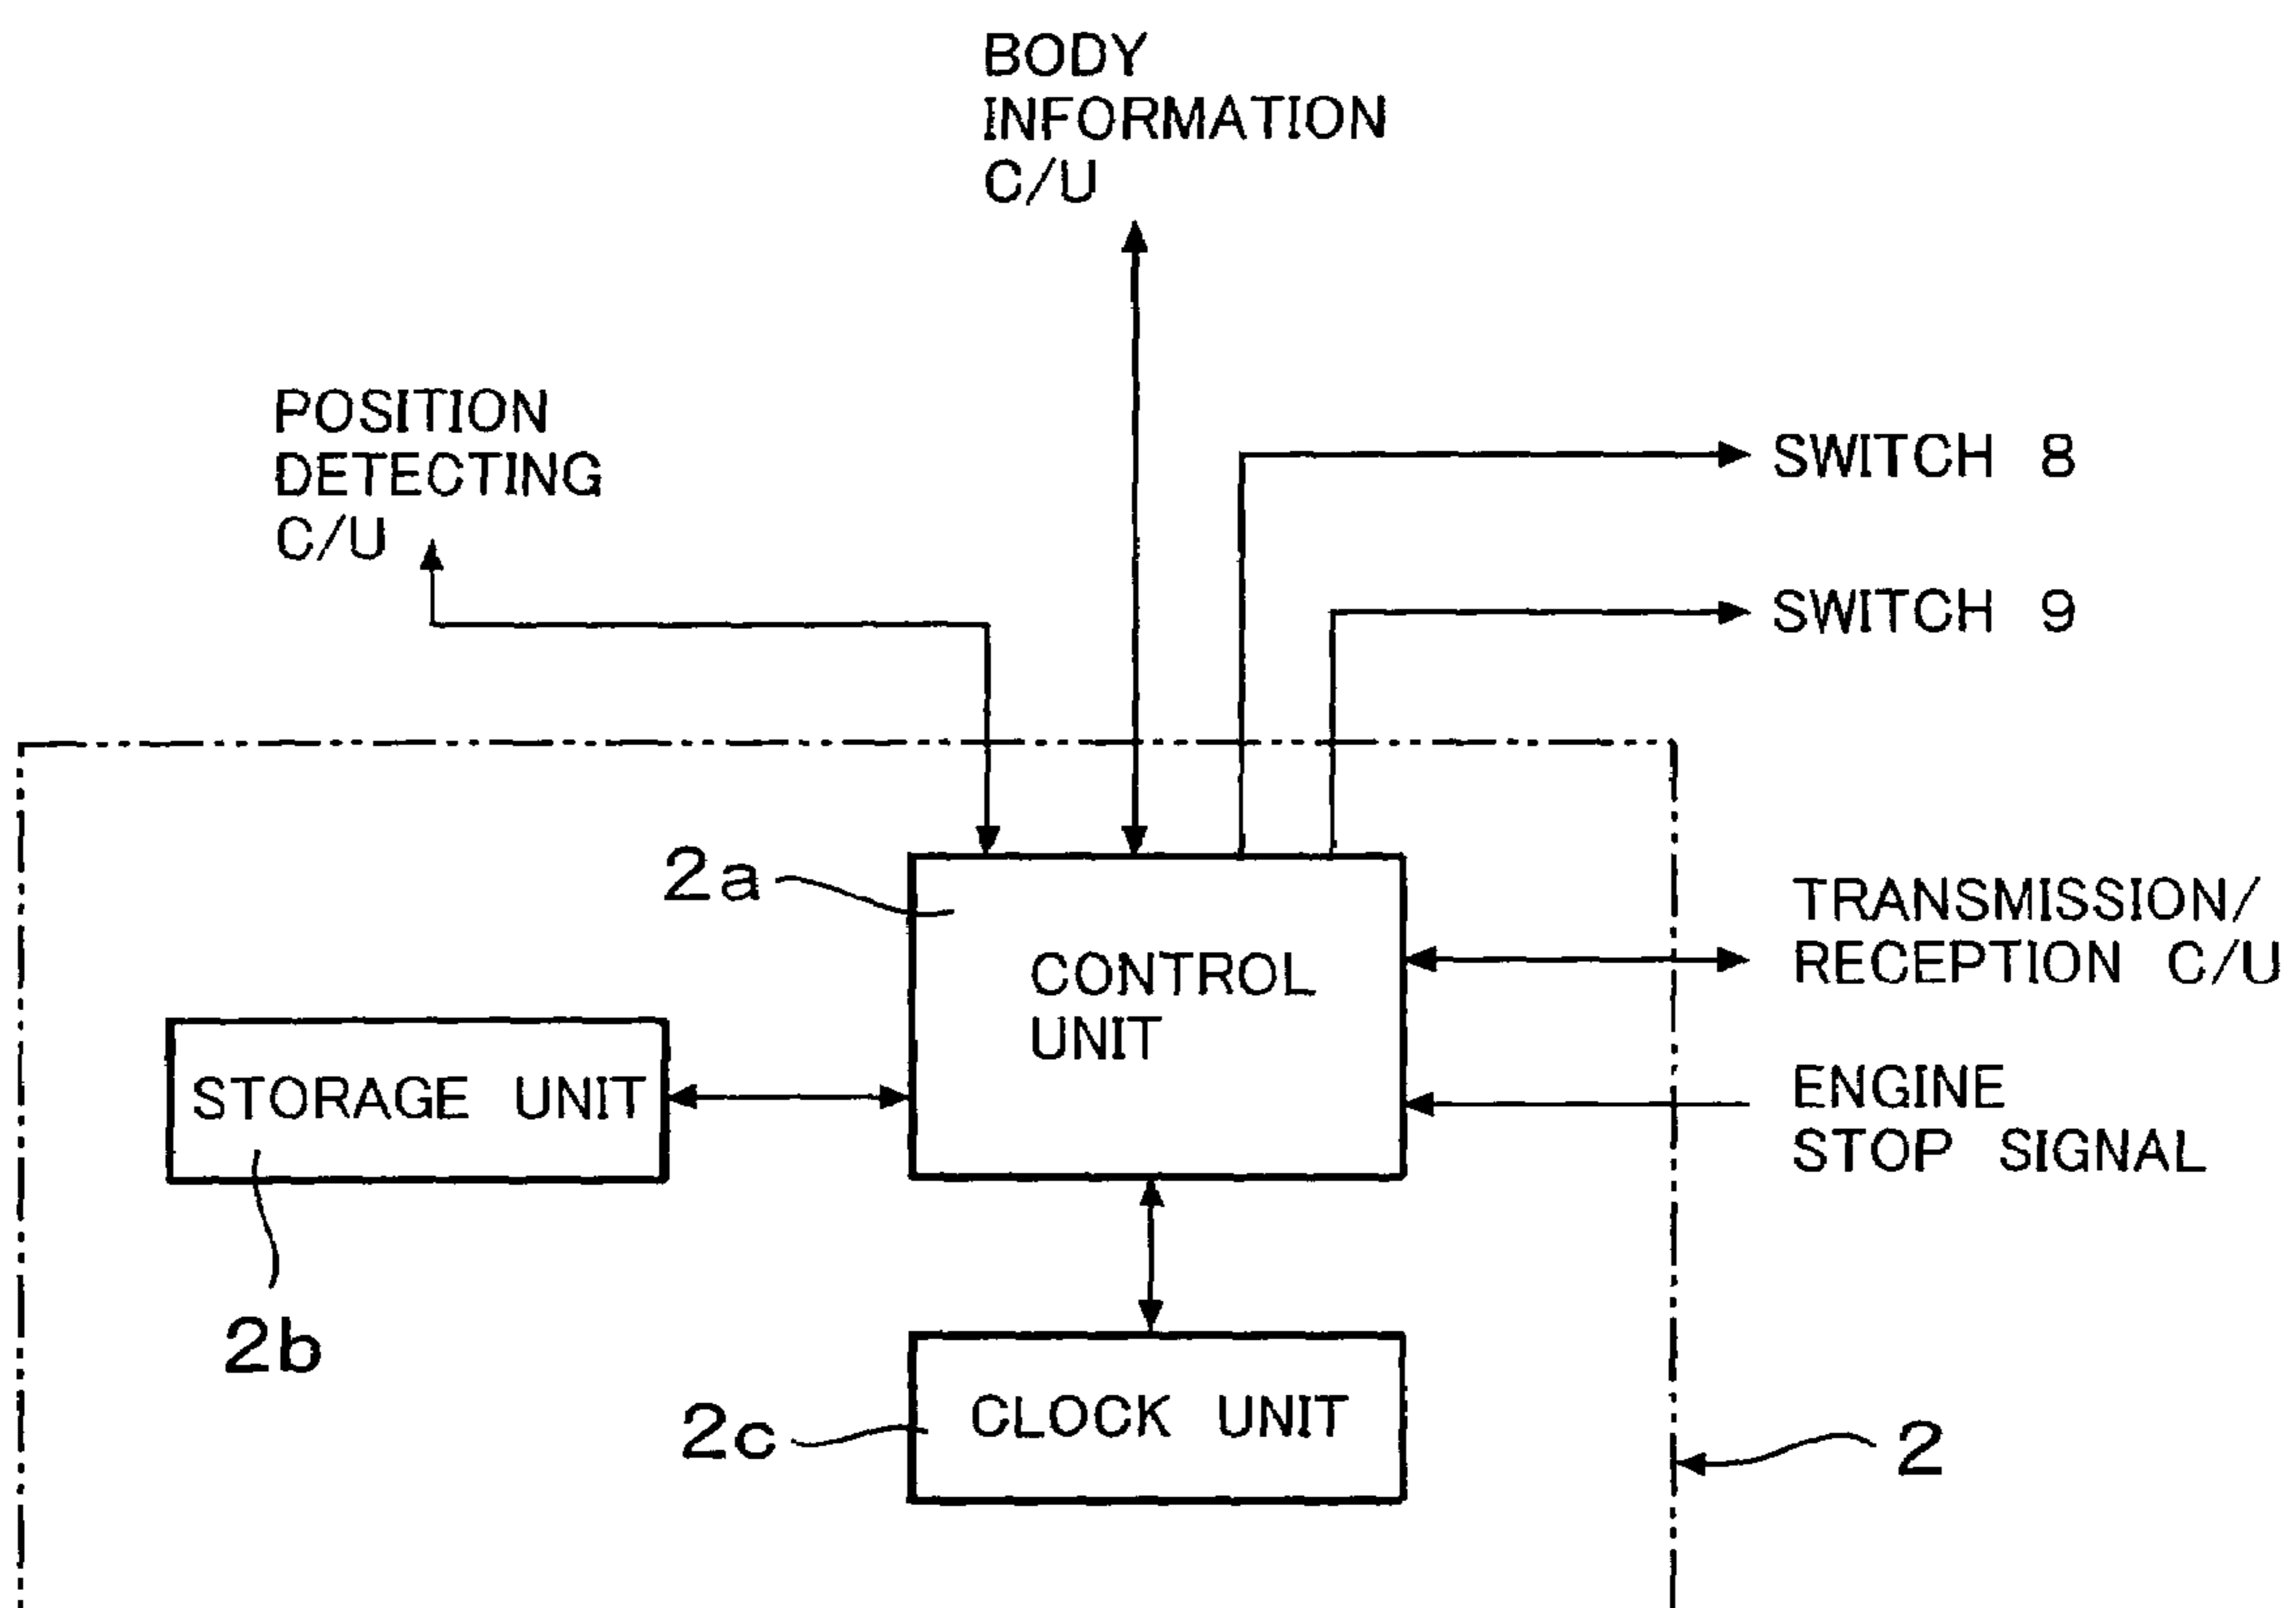 BODY
INFORMATION
C/U
POSITION
DETECTING
C/U
SWITCH 8
SWITCH 9
2a
CONTROL
UNIT
TRANSMISSION/
RECEPTION C/U
STORAGE UNIT
ENGINE
STOP SIGNAL
2b
2c
CLOCK UNIT
2